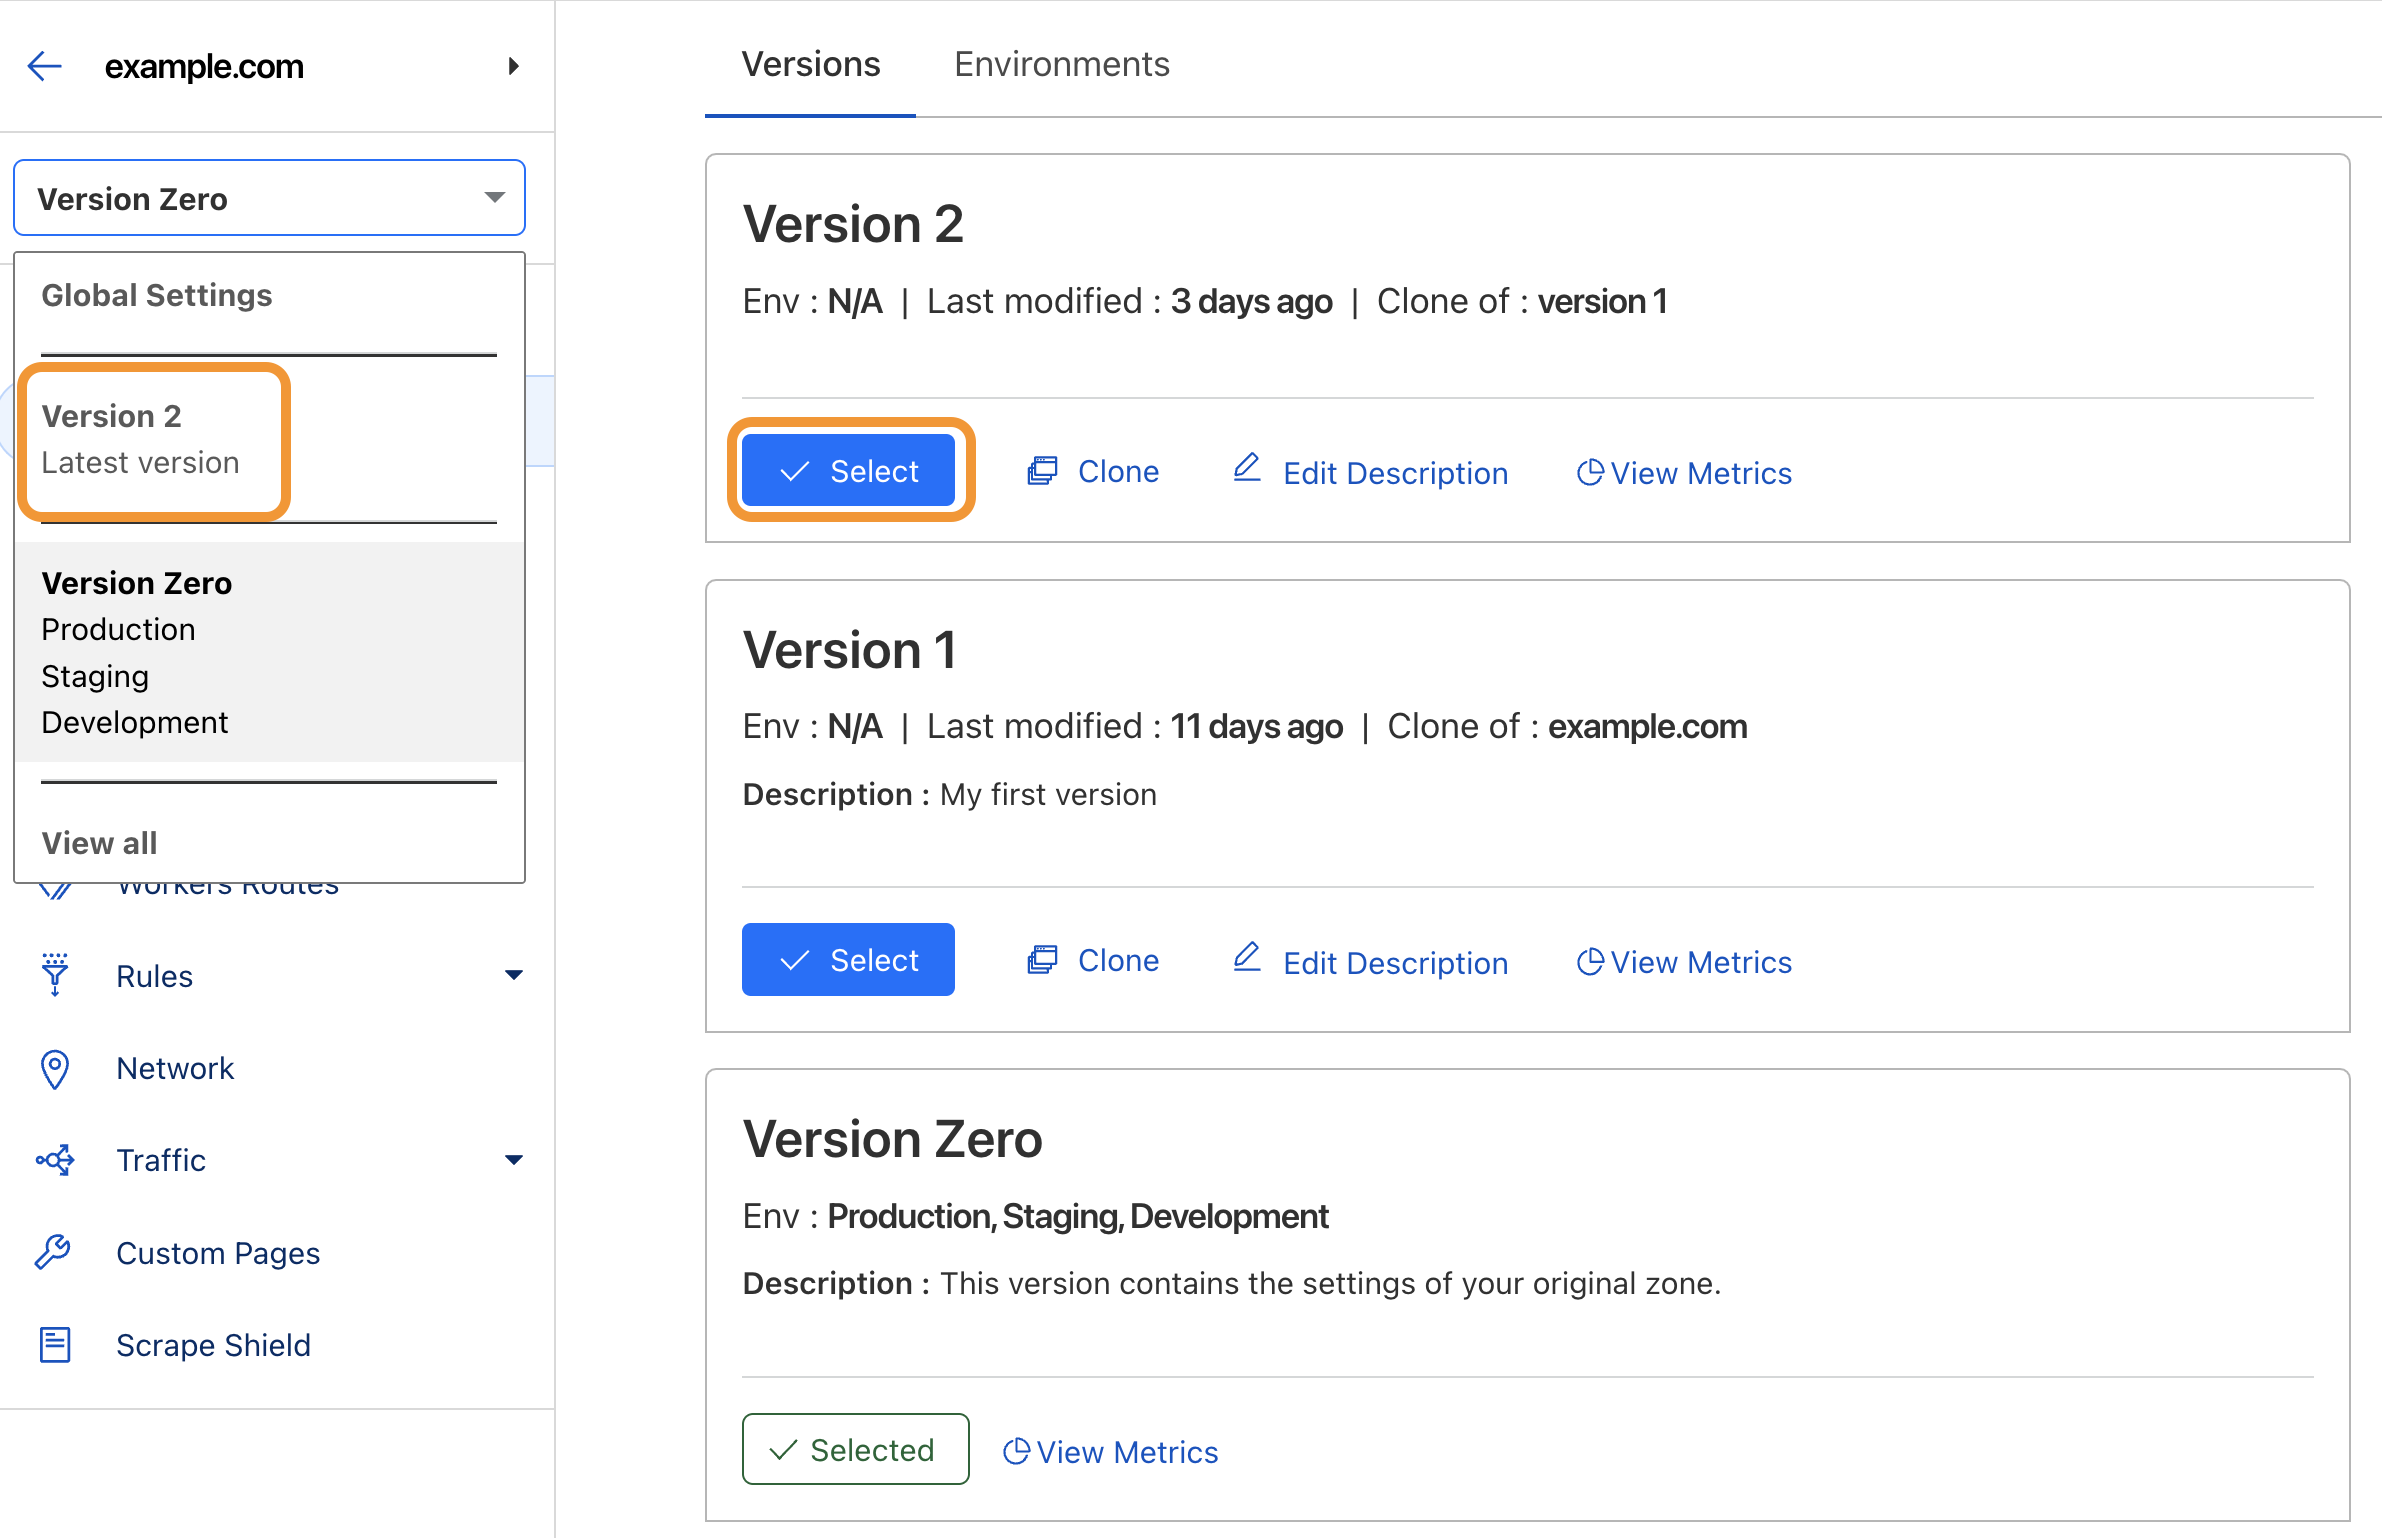 example.com
Version Zero
Global Settings
Version 2
Latest version
Version Zero
Production
Staging
Development
View all
Workers Routes
Rules
Network
Traffic
Custom Pages
Scrape Shield
Versions Environments
Version 2
Env : N/A | Last modified : 3 days ago | Clone of : version 1
Select Clone Edit Description View Metrics
Version 1
Env : N/A | Last modified : 11 days ago | Clone of : example.com
Description : My first version
Select Clone Edit Description View Metrics
Version Zero
Env : Production, Staging, Development
Description : This version contains the settings of your original zone.
Selected View Metrics